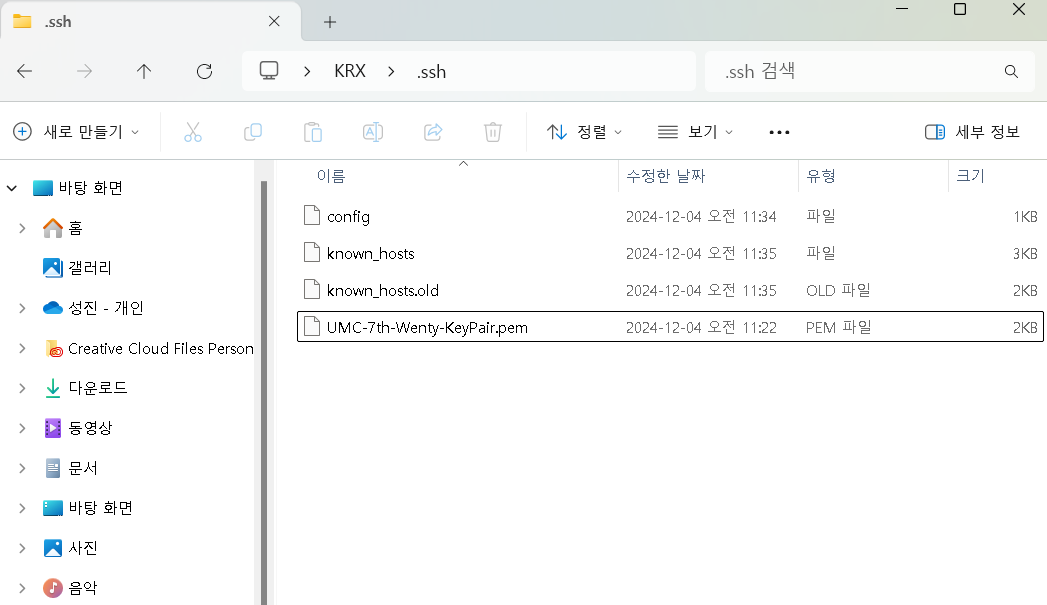 .ssh
KRX
.ssh
.ssh 검색
새로 만들기
정렬
보기
세부 정보
바탕 화면
홈
갤러리
성진 - 개인
Creative Cloud Files Person
다운로드
동영상
문서
바탕 화면
사진
음악
이름 수정한 날짜 유형 크기
config 2024-12-04 오전 11:34 파일 1KB
known_hosts 2024-12-04 오전 11:35 파일 3KB
known_hosts.old 2024-12-04 오전 11:35 OLD 파일 2KB
UMC-7th-Wenty-KeyPair.pem 2024-12-04 오전 11:22 PEM 파일 2KB